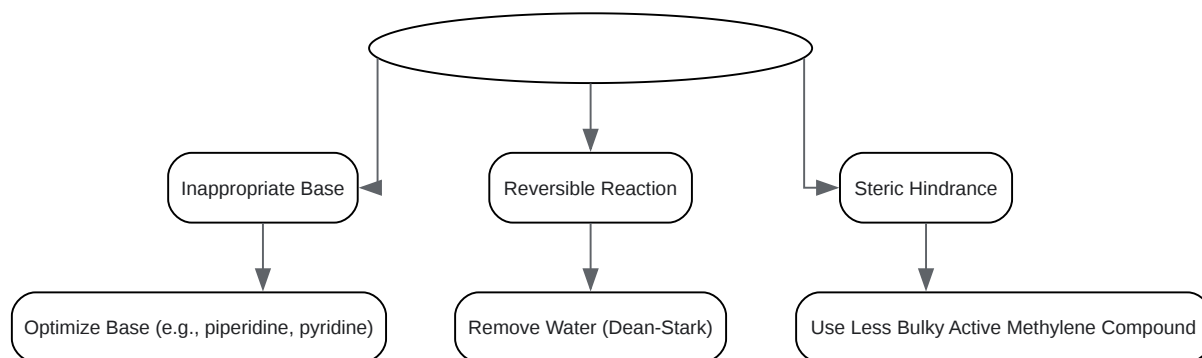 Inappropriate Base
Reversible Reaction
Steric Hindrance
Optimize Base (e.g., piperidine, pyridine)
Remove Water (Dean-Stark)
Use Less Bulky Active Methylene Compound